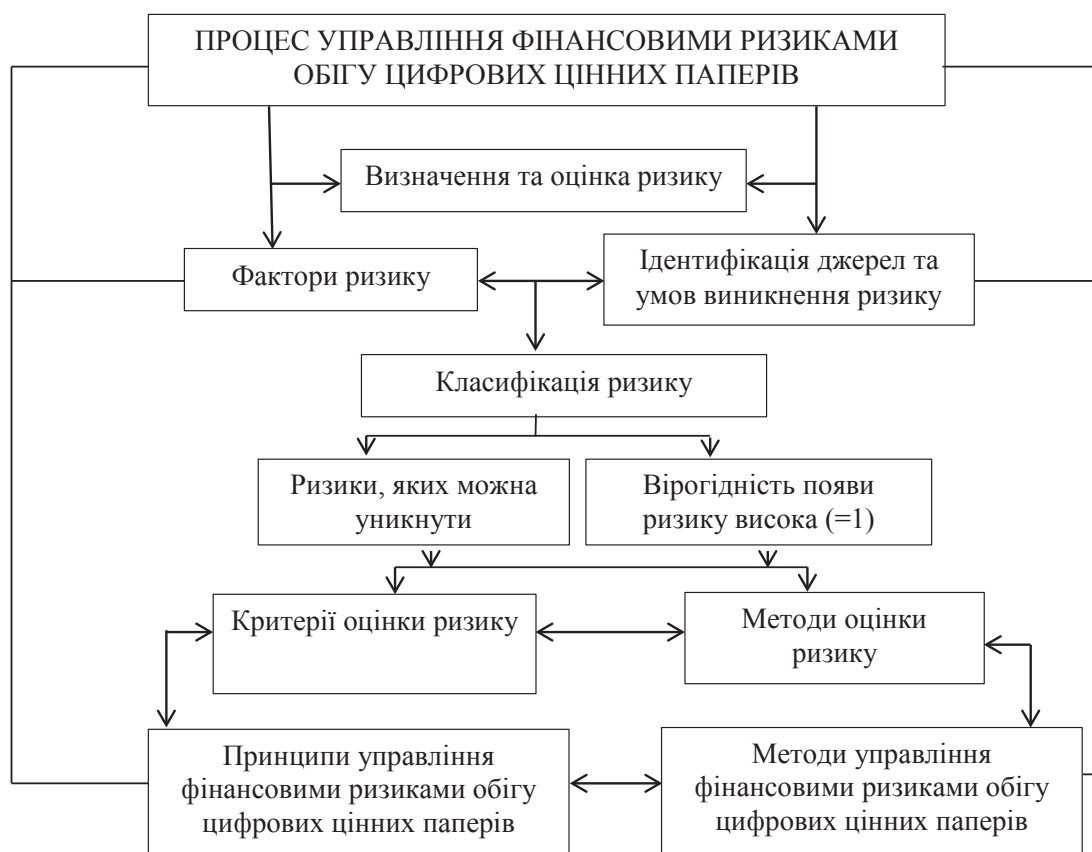 ПРОЦЕС УПРАВЛІННЯ ФІНАНСОВИМИ РИЗИКАМИ
ОБІГУ ЦИФРОВИХ ЦІННИХ ПАПЕРІВ
Визначення та оцінка ризику
Фактори ризику
Ідентифікація джерел та
умов виникнення ризику
Класифікація ризику
Ризики, яких можна
уникнути
Вірогідність появи
ризику висока (=1)
Критерії оцінки ризику
Методи оцінки
ризику
Принципи управління
фінансовими ризиками обігу
цифрових цінних паперів
Методи управління
фінансовими ризиками обігу
цифрових цінних паперів